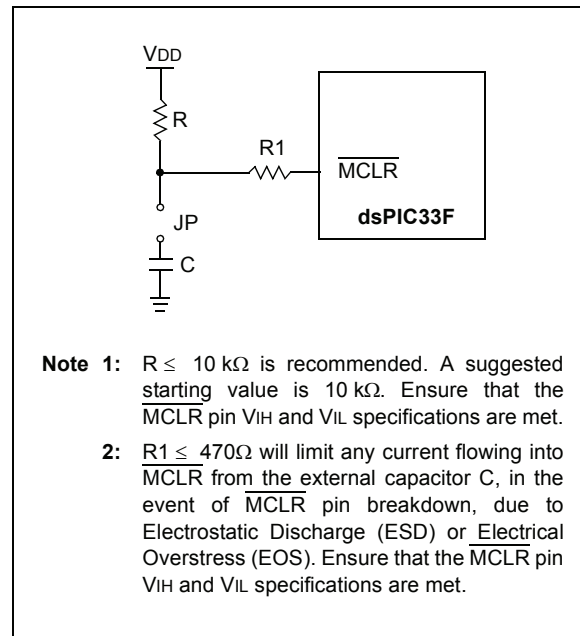 VDD
R
R1
MCLR
dsPIC33F
JP
C
Note 1: R ≤ 10 kΩ is recommended. A suggested
starting value is 10 kΩ. Ensure that the
MCLR pin VIH and VIL specifications are met.
2: R1 ≤ 470Ω will limit any current flowing into
MCLR from the external capacitor C, in the
event of MCLR pin breakdown, due to
Electrostatic Discharge (ESD) or Electrical
Overstress (EOS). Ensure that the MCLR pin
VIH and VIL specifications are met.